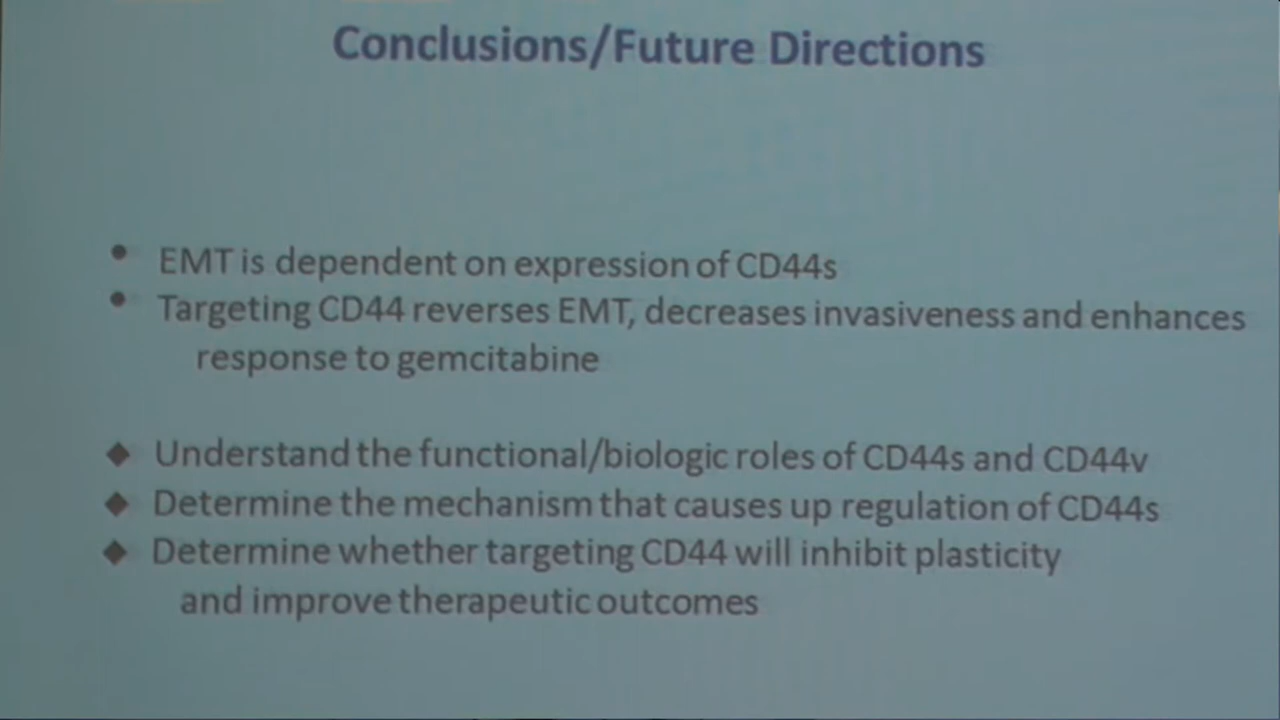 Conclusions/Future Directions
• EMT is dependent on expression of CD44s
• Targeting CD44 reverses EMT, decreases invasiveness and enhances
response to gemcitabine
◆ Understand the functional/biologic roles of CD44s and CD44v
◆ Determine the mechanism that causes up regulation of CD44s
◆ Determine whether targeting CD44 will inhibit plasticity
and improve therapeutic outcomes